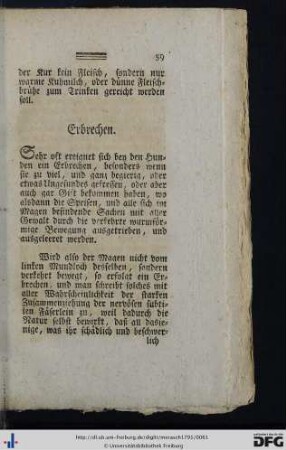 59
der Kur kein Fleisch, sondern nur
warme Kuhmilch, oder dünne Fleisch-
brühe zum Trinken gereicht werden
soll.
Erbrechen.
Sehr oft ereignet sich bey den Hun-
den ein Erbrechen, besonders wenn
sie zu viel, und ganz begierig, oder
etwas Ungesundes gefressen, oder aber
auch gar Gift bekommen haben, wo
alsdann die Speisen, und alle sich im
Magen befindende Sachen mit aller
Gewalt durch die verkehrte wurmför-
mige Bewegung ausgetrieben, und
ausgeleeret werden.
Wird also der Magen nicht vom
linken Mundloch desselben, sondern
verkehrt bewegt, so erfolgt ein Er-
brechen, und man schreibt solches mit
aller Wahrscheinlichkeit der starken
Zusammenziehung der nervösen subti-
len Fäserlein zu, weil dadurch die
Natur selbst bewirkt, daß all dasje-
nige, was ihr schädlich und beschwer-
lich
http://dl.ub.uni-freiburg.de/diglit/merasch1792/0061
© Universitätsbibliothek Freiburg
DFG